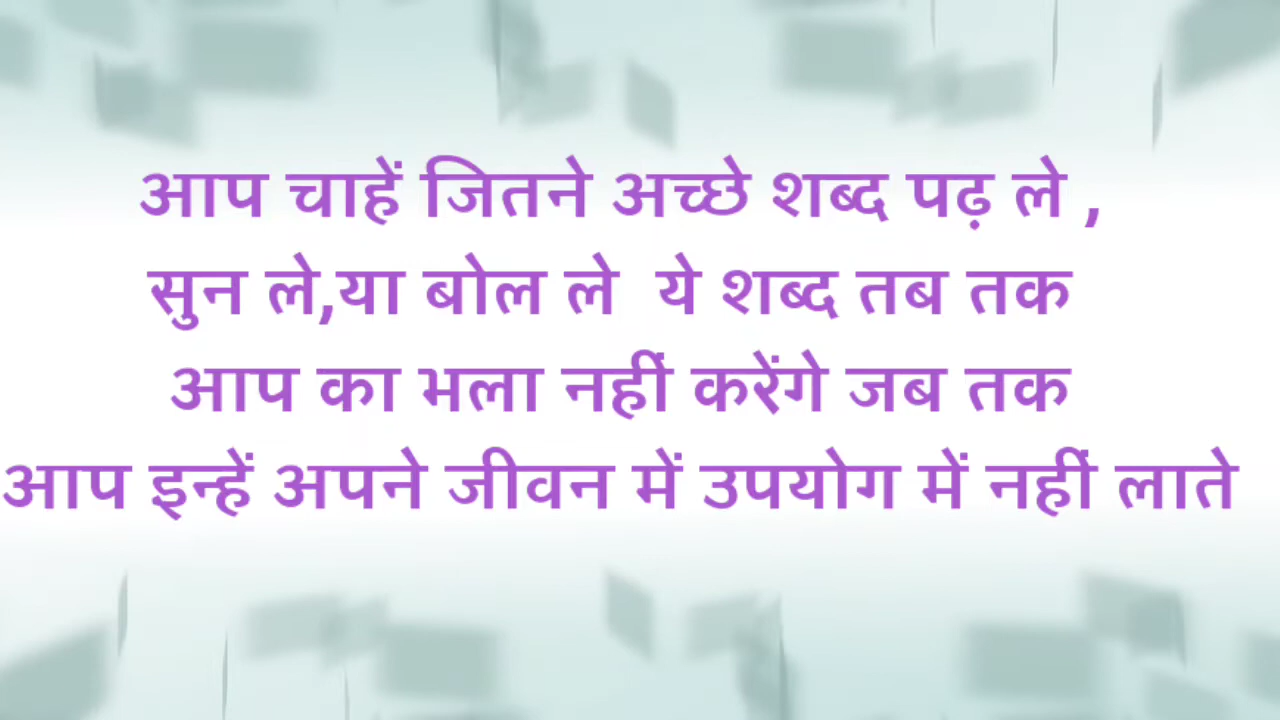 आप चाहें जितने अच्छे शब्द पढ़ ले ,
सुन ले,या बोल ले ये शब्द तब तक
आप का भला नहीं करेंगे जब तक
आप इन्हें अपने जीवन में उपयोग में नहीं लाते